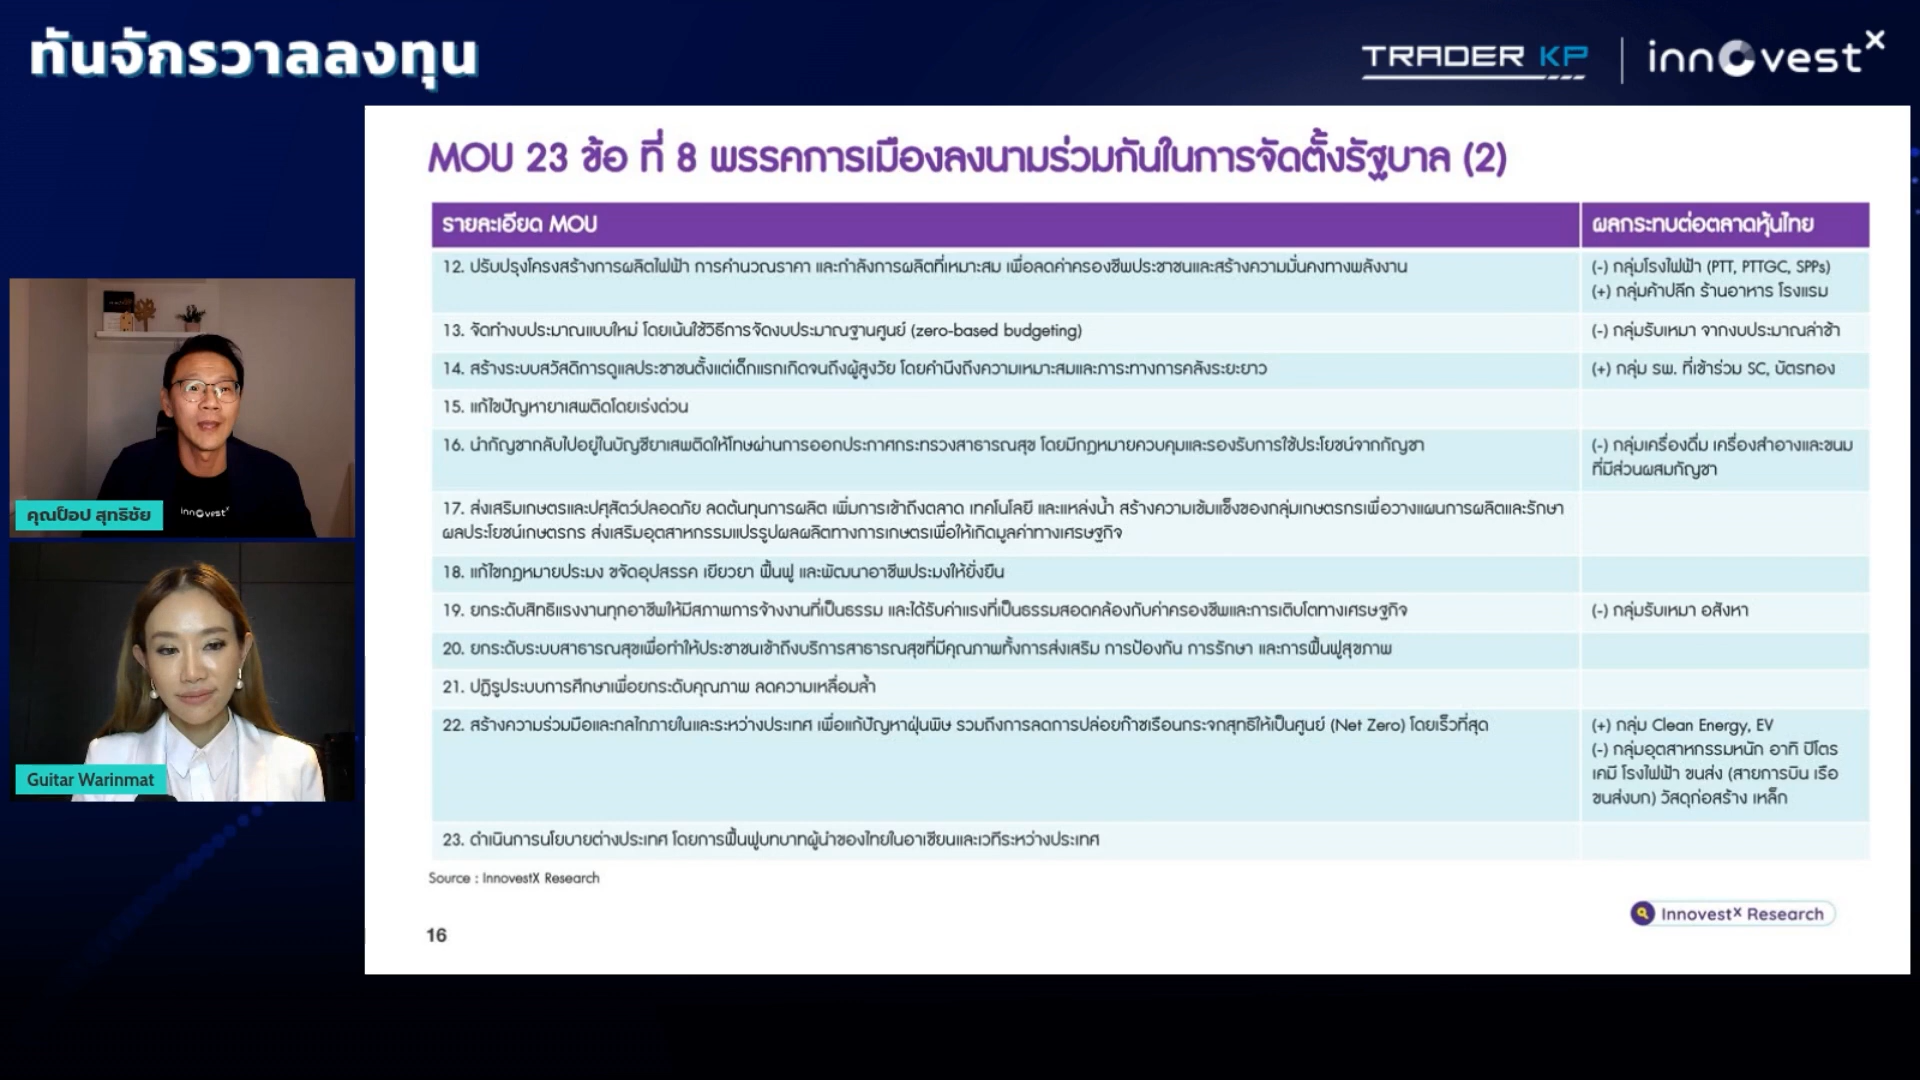 ทันจักรวาลลงทุน
TRADER KP
innovestX
MOU 23 ข้อ ที่ 8 พรรคการเมืองลงนามร่วมกันในการจัดตั้งรัฐบาล (2)
รายละเอียด MOU
ผลกระทบต่อตลาดหุ้นไทย
12. ปรับปรุงโครงสร้างการผลิตไฟฟ้า การคำนวณราคา และกำลังการผลิตที่เหมาะสม เพื่อลดค่าครองชีพประชาชนและสร้างความมั่นคงทางพลังงาน
(-) กลุ่มโรงไฟฟ้า (PTT, PTTGC, SPPs)
(+) กลุ่มค้าปลีก ร้านอาหาร โรงแรม
13. จัดทำงบประมาณแบบใหม่ โดยเน้นใช้วิธีการจัดงบประมาณฐานศูนย์ (zero-based budgeting)
(-) กลุ่มรับเหมา จากงบประมาณล่าช้า
14. สร้างระบบสวัสดิการดูแลประชาชนตั้งแต่เด็กแรกเกิดจนถึงผู้สูงวัย โดยคำนึงถึงความเหมาะสมและภาระทางการคลังระยะยาว
(+) กลุ่ม รพ. ที่เข้าร่วม SC, บัตรทอง
15. แก้ไขปัญหายาเสพติดโดยเร่งด่วน
16. นำกัญชากลับไปอยู่ในบัญชียาเสพติดให้โทษผ่านการออกประกาศกระทรวงสาธารณสุข โดยมีกฎหมายควบคุมและรองรับการใช้ประโยชน์จากกัญชา
(-) กลุ่มเครื่องดื่ม เครื่องสำอางและขนม
ที่มีส่วนผสมกัญชา
17. ส่งเสริมเกษตรและปศุสัตว์ปลอดภัย ลดต้นทุนการผลิต เพิ่มการเข้าถึงตลาด เทคโนโลยี และแหล่งน้ำ สร้างความเข้มแข็งของกลุ่มเกษตรกรเพื่อวางแผนการผลิตและรักษา
ผลประโยชน์เกษตรกร ส่งเสริมอุตสาหกรรมแปรรูปผลผลิตทางการเกษตรเพื่อให้เกิดมูลค่าทางเศรษฐกิจ
18. แก้ไขกฎหมายประมง ขจัดอุปสรรค เยียวยา ฟื้นฟู และพัฒนาอาชีพประมงให้ยั่งยืน
19. ยกระดับสิทธิแรงงานทุกอาชีพให้มีสภาพการจ้างงานที่เป็นธรรม และได้รับค่าแรงที่เป็นธรรมสอดคล้องกับค่าครองชีพและการเติบโตทางเศรษฐกิจ
(-) กลุ่มรับเหมา อสังหา
20. ยกระดับระบบสาธารณสุขเพื่อทำให้ประชาชนเข้าถึงบริการสาธารณสุขที่มีคุณภาพทั้งการส่งเสริม การป้องกัน การรักษา และการฟื้นฟูสุขภาพ
21. ปฏิรูประบบการศึกษาเพื่อยกระดับคุณภาพ ลดความเหลื่อมล้ำ
22. สร้างความร่วมมือและกลไกภายในและระหว่างประเทศ เพื่อแก้ปัญหาฝุ่นพิษ รวมถึงการลดการปล่อยก๊าซเรือนกระจกสุทธิให้เป็นศูนย์ (Net Zero) โดยเร็วที่สุด
(+) กลุ่ม Clean Energy, EV
(-) กลุ่มอุตสาหกรรมหนัก อาทิ ปิโตร
เคมี โรงไฟฟ้า ขนส่ง (สายการบิน เรือ
ขนส่งบก) วัสดุก่อสร้าง เหล็ก
23. ดำเนินการนโยบายต่างประเทศ โดยการฟื้นฟูบทบาทผู้นำของไทยในอาเซียนและเวทีระหว่างประเทศ
Source : InnovestX Research
InnovestX Research
16
คุณป็อป สุทธิชัย
innovestX
Guitar Warinmat